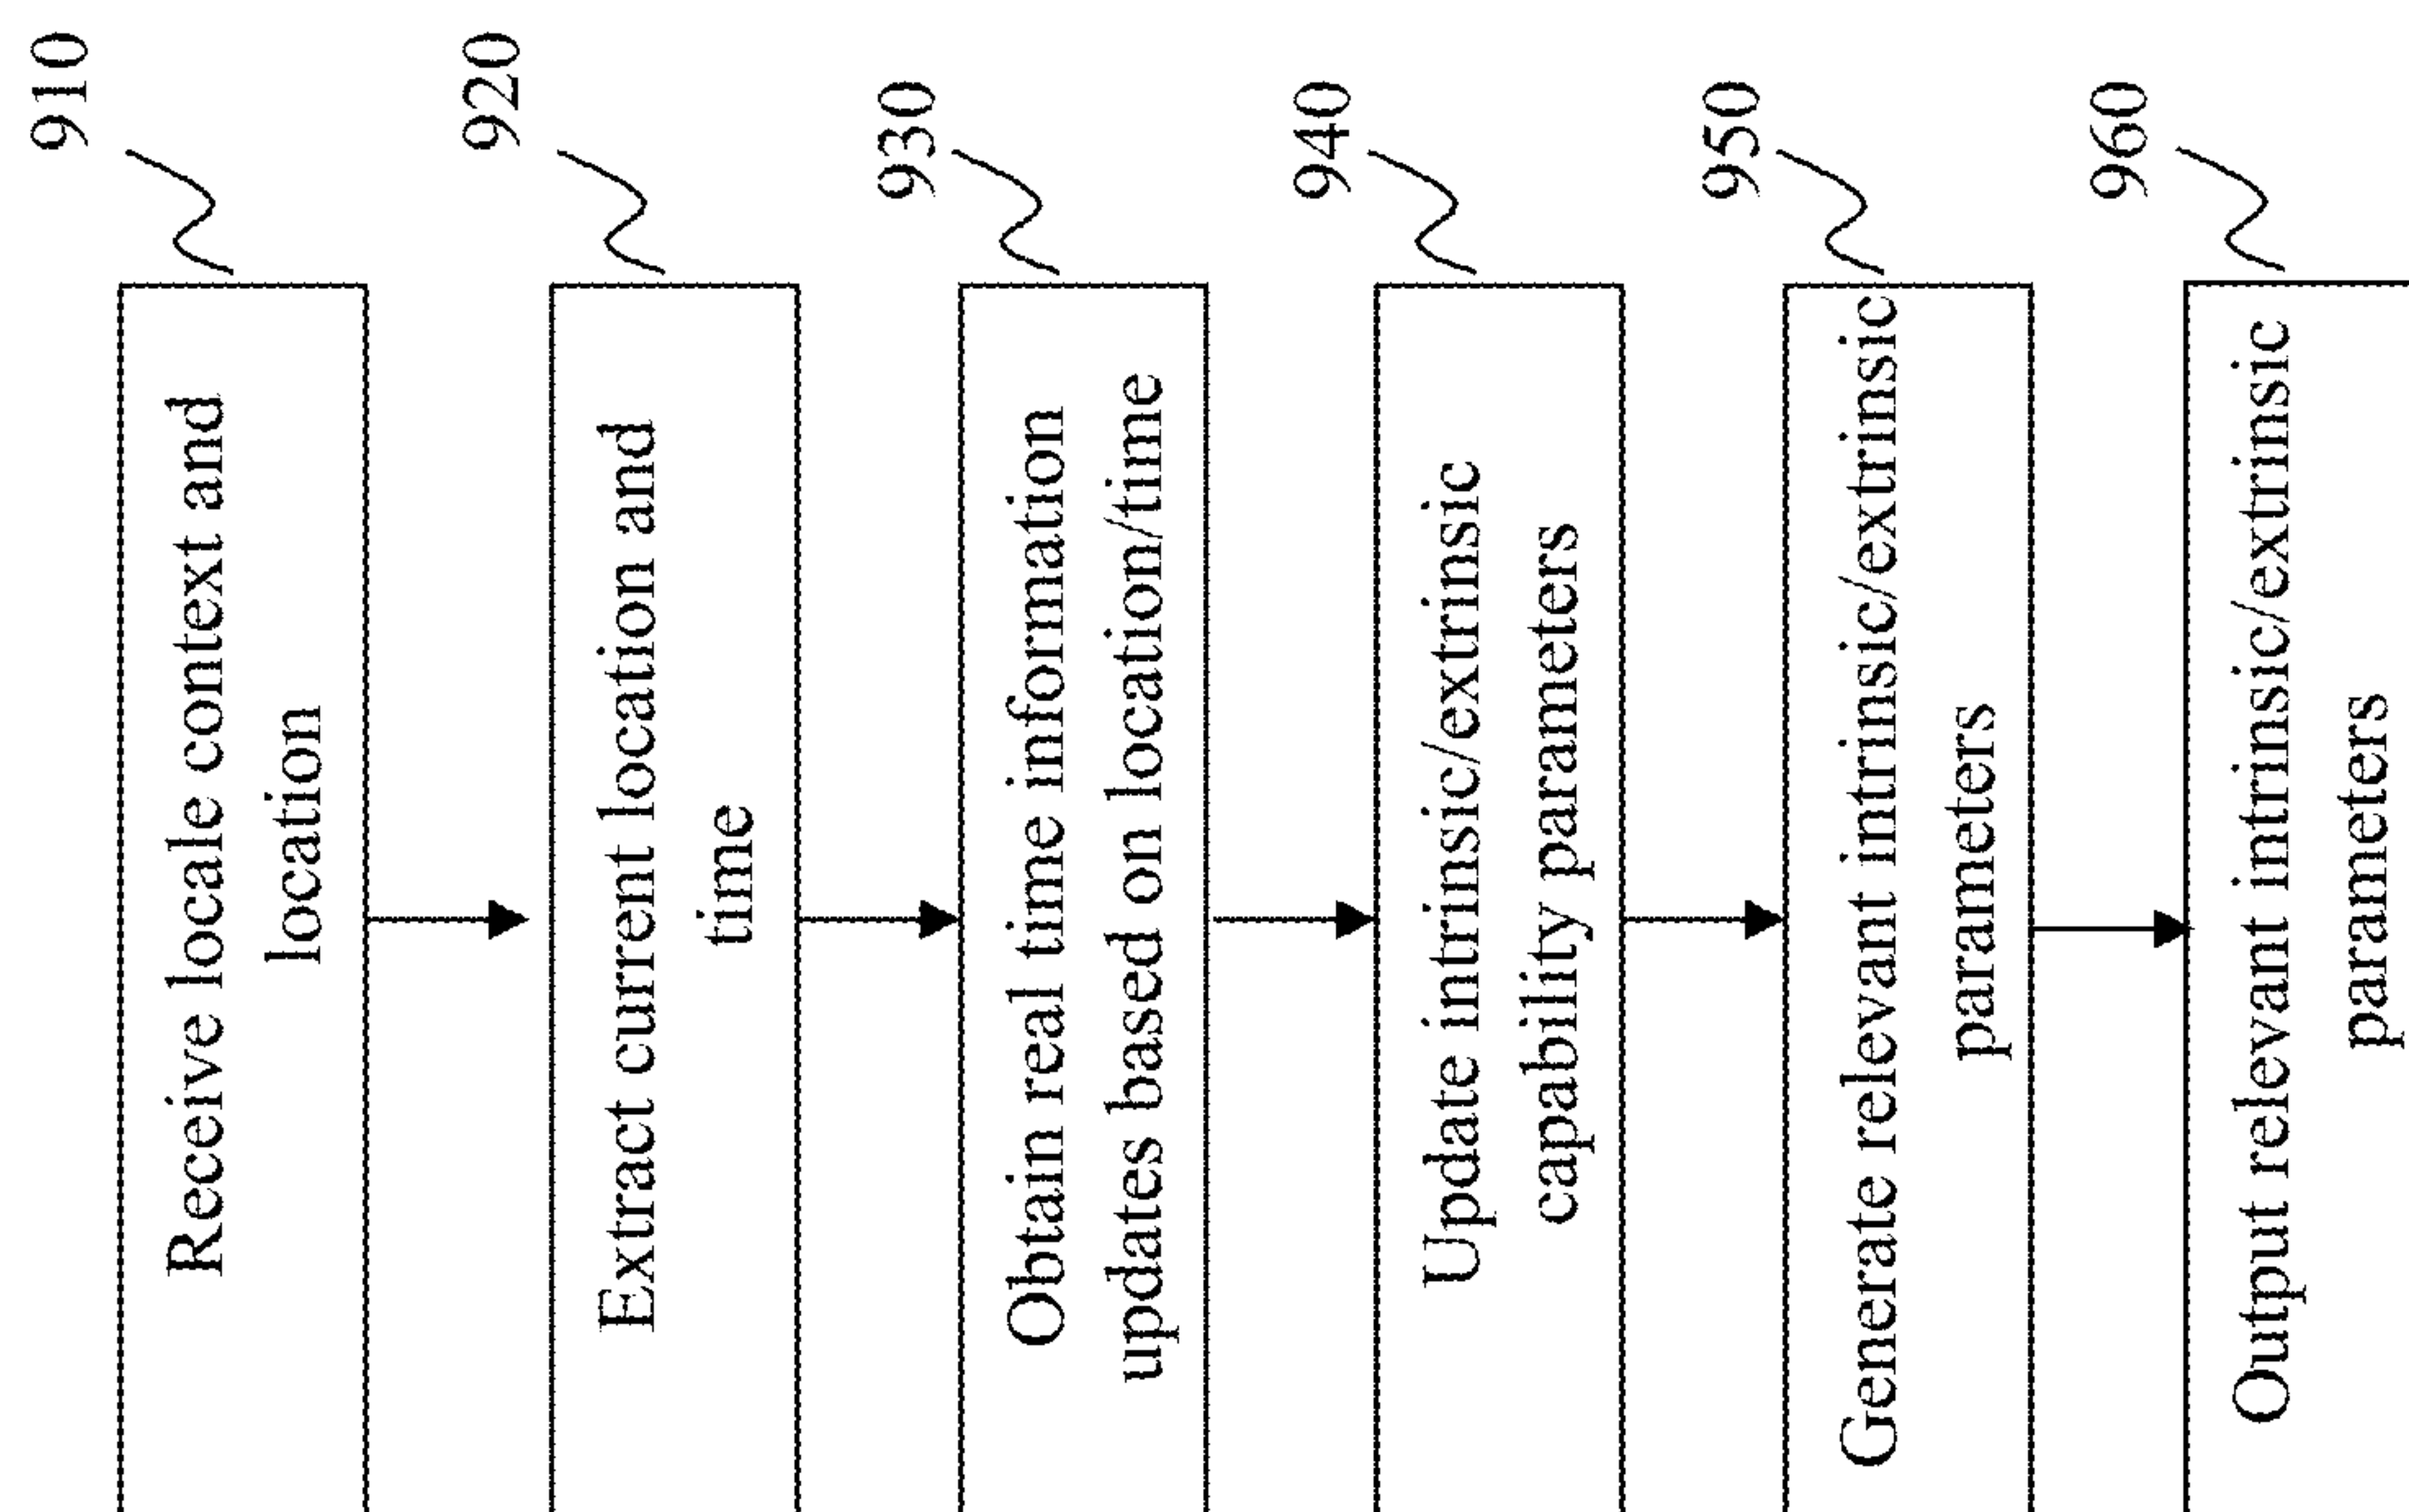 910
Receive locale context and
location
920
Extract current location and
time
930
Obtain real time information
updates based on location/time
940
Update intrinsic/extrinsic
capability parameters
950
Generate relevant intrinsic/extrinsic
parameters
960
Output relevant intrinsic/extrinsic
parameters